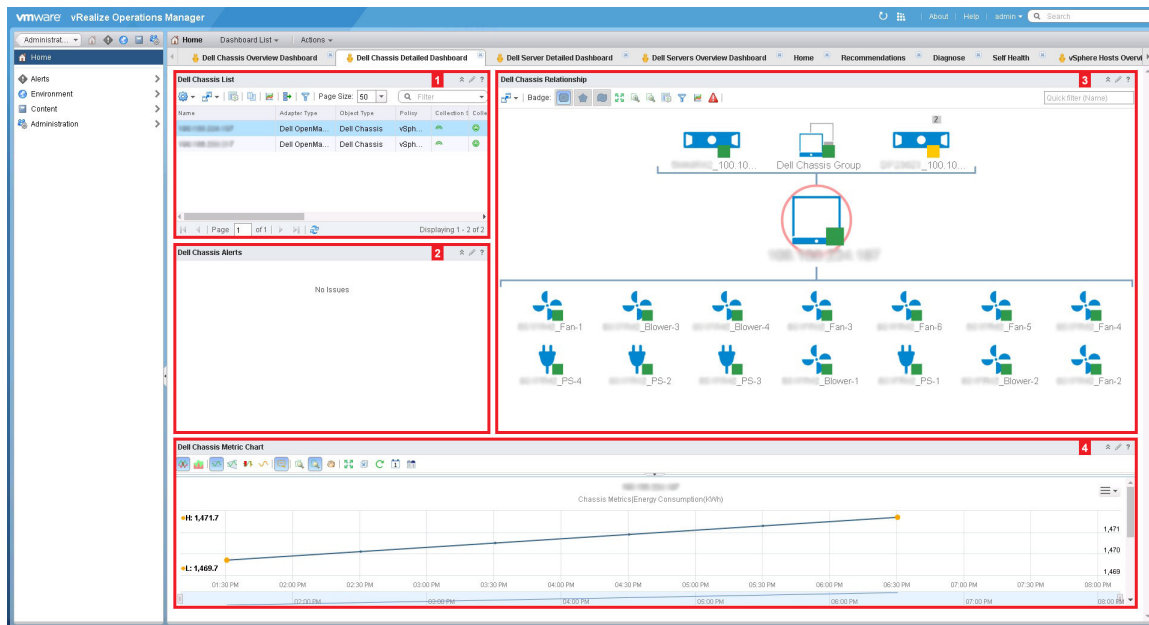 vmware vRealize Operations Manager
About Help admin Search
Administrat...
Home Dashboard List Actions
Home
Alerts
Environment
Content
Administration
Dell Chassis Overview Dashboard Dell Chassis Detailed Dashboard Dell Server Detailed Dashboard Dell Servers Overview Dashboard Home Recommendations Diagnose Self Health vSphere Hosts Overvi
Dell Chassis List 1
Page Size: 50 Filter
Name Adapter Type Object Type Policy Collection S Colle
Dell OpenMa... Dell Chassis vSph...
Dell OpenMa... Dell Chassis vSph...
Page 1 of 1 Displaying 1 - 2 of 2
Dell Chassis Alerts 2
No Issues
Dell Chassis Relationship 3
Badge: Quick filter (Name)
2
_100.10... Dell Chassis Group _100.10...
_Fan-1 _Blower-3 _Blower-4 _Fan-3 _Fan-6 _Fan-5 _Fan-4
_PS-4 _PS-2 _PS-3 _Blower-1 _PS-1 _Blower-2 _Fan-2
Dell Chassis Metric Chart 4
Chassis Metrics|Energy Consumption(KWh)
H: 1,471.7
L: 1,469.7
1,471
1,470
1,469
01:30 PM 02:00 PM 02:30 PM 03:00 PM 03:30 PM 04:00 PM 04:30 PM 05:00 PM 05:30 PM 06:00 PM 06:30 PM 07:00 PM 07:30 PM 08:00 PM
02:00 PM 03:00 PM 04:00 PM 05:00 PM 06:00 PM 07:00 PM 08:00 PM